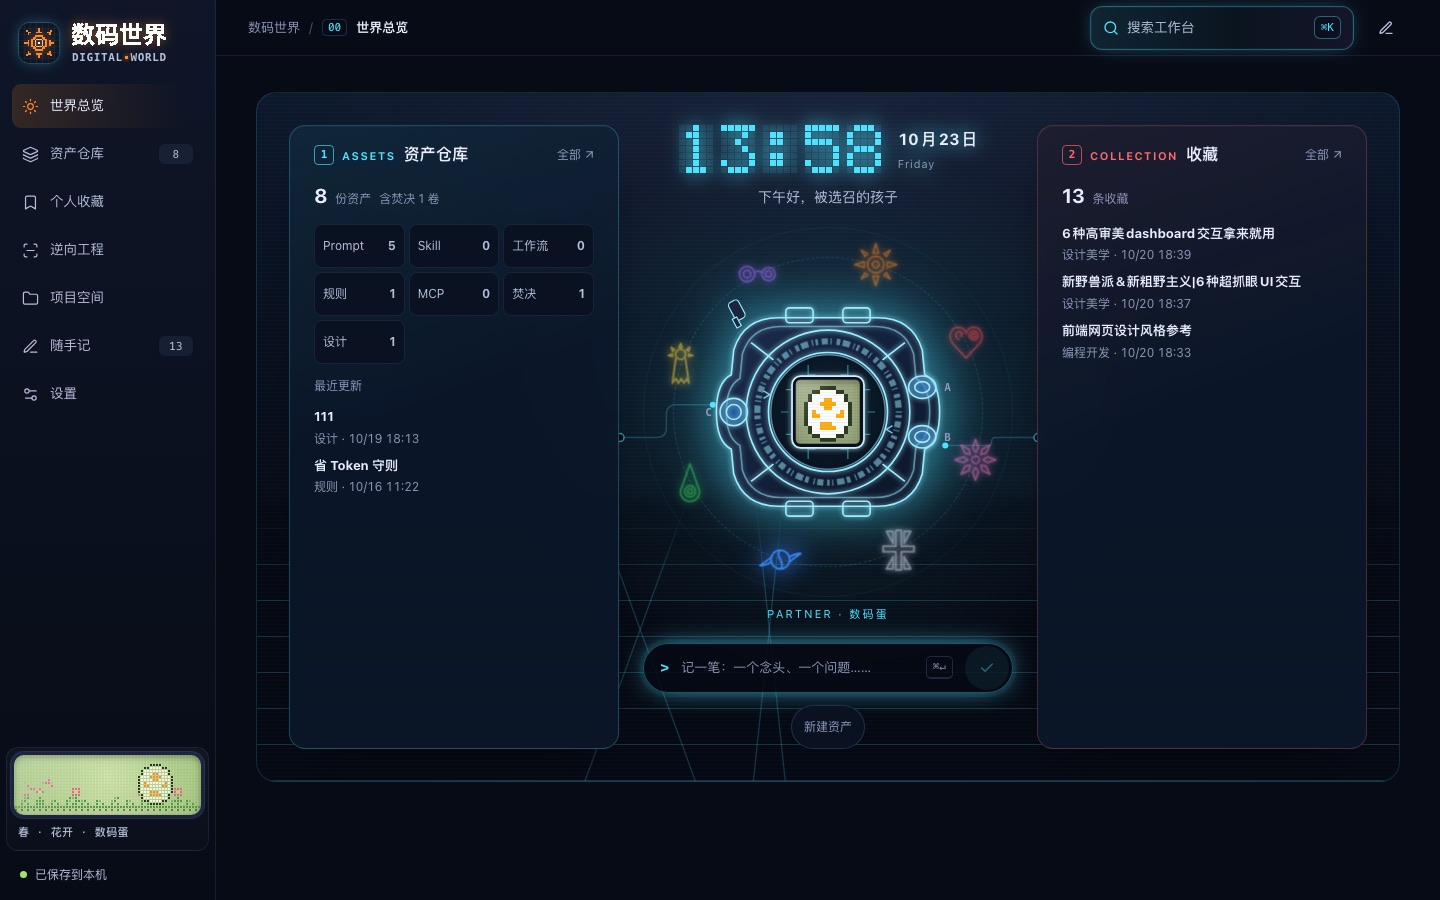 数码世界
DIGITAL WORLD
世界总览
资产仓库 8
个人收藏
逆向工程
项目空间
随手记 13
设置
春 · 花开 · 数码蛋
已保存到本机
数码世界 / 00 世界总览
搜索工作台 ⌘K
1 ASSETS 资产仓库 全部
8 份资产 含焚决 1 卷
Prompt 5
Skill 0
工作流 0
规则 1
MCP 0
焚决 1
设计 1
最近更新
111
设计 · 10/19 18:13
省 Token 守则
规则 · 10/16 11:22
13:58
10月23日
Friday
下午好，被选召的孩子
A
C
B
PARTNER · 数码蛋
> 记一笔：一个念头、一个问题…… ⌘↵
新建资产
2 COLLECTION 收藏 全部
13 条收藏
6种高审美dashboard交互拿来就用
设计美学 · 10/20 18:39
新野兽派＆新粗野主义|6种超抓眼UI交互
设计美学 · 10/20 18:37
前端网页设计风格参考
编程开发 · 10/20 18:33